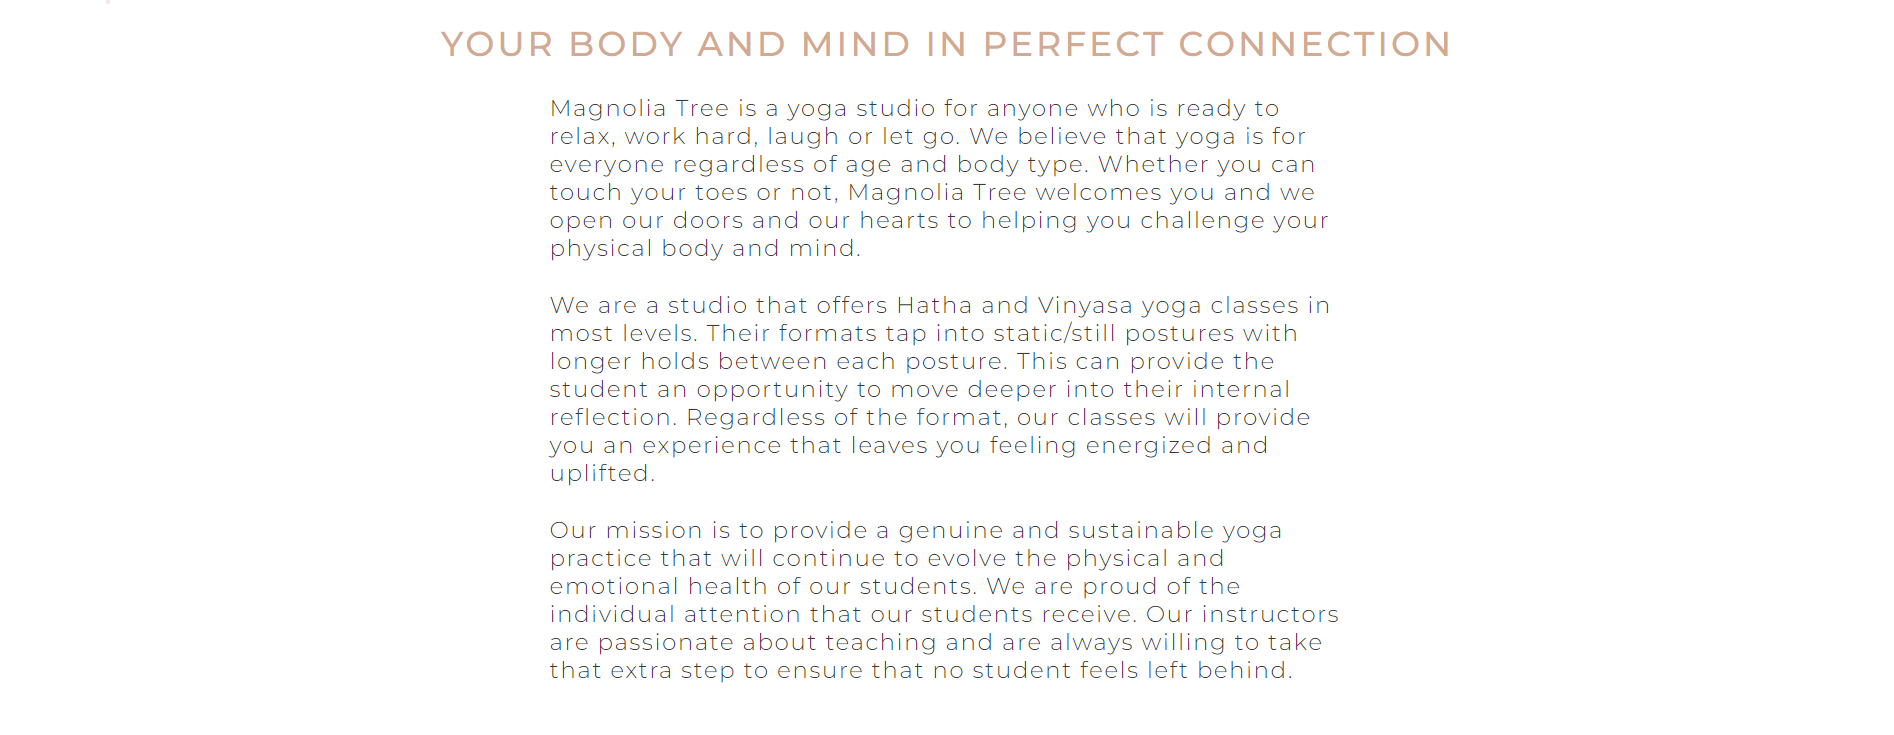 YOUR BODY AND MIND IN PERFECT CONNECTION
Magnolia Tree is a yoga studio for anyone who is ready to
relax, work hard, laugh or let go. We believe that yoga is for
everyone regardless of age and body type. Whether you can
touch your toes or not, Magnolia Tree welcomes you and we
open our doors and our hearts to helping you challenge your
physical body and mind.
We are a studio that offers Hatha and Vinyasa yoga classes in
most levels. Their formats tap into static/still postures with
longer holds between each posture. This can provide the
student an opportunity to move deeper into their internal
reflection. Regardless of the format, our classes will provide
you an experience that leaves you feeling energized and
uplifted.
Our mission is to provide a genuine and sustainable yoga
practice that will continue to evolve the physical and
emotional health of our students. We are proud of the
individual attention that our students receive. Our instructors
are passionate about teaching and are always willing to take
that extra step to ensure that no student feels left behind.